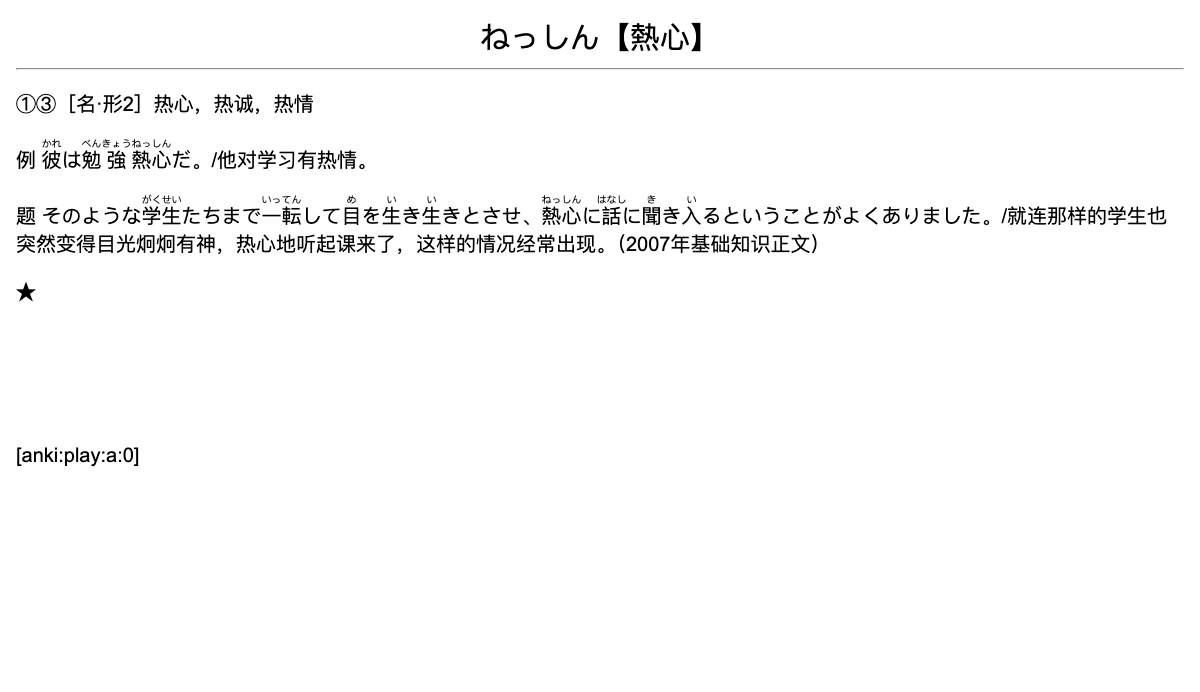 ねっしん【熱心】
①③［名·形2］热心，热诚，热情
かれ べんきょうねっしん
例 彼は勉強熱心だ。/他对学习有热情。
がくせい いってん め い い ねっしん はなし き い
题 そのような学生たちまで一転して目を生き生きとさせ、熱心に話に聞き入るということがよくありました。/就连那样的学生也
突然变得目光炯炯有神，热心地听起课来了，这样的情况经常出现。（2007年基础知识正文）
★
[anki:play:a:0]